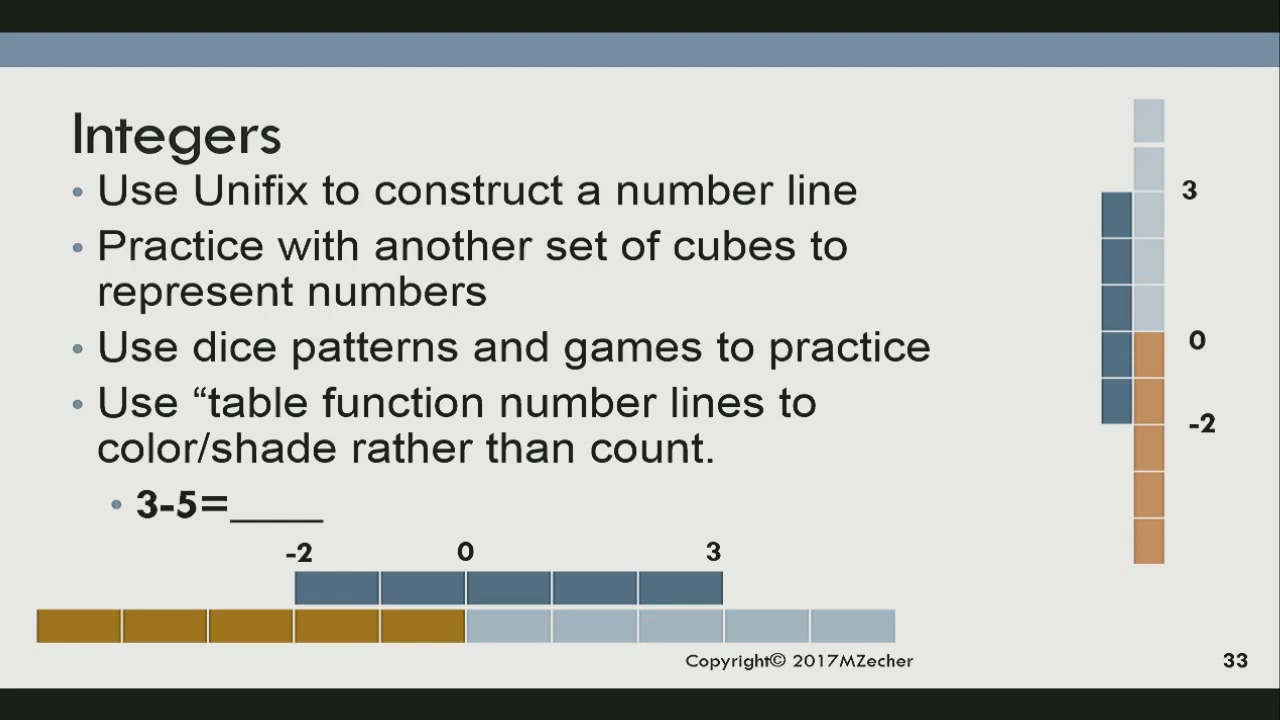 Integers
• Use Unifix to construct a number line
3
• Practice with another set of cubes to
represent numbers
• Use dice patterns and games to practice
0
• Use “table function number lines to
color/shade rather than count.
-2
• 3-5=____
-2 0 3
Copyright© 2017MZecher
33